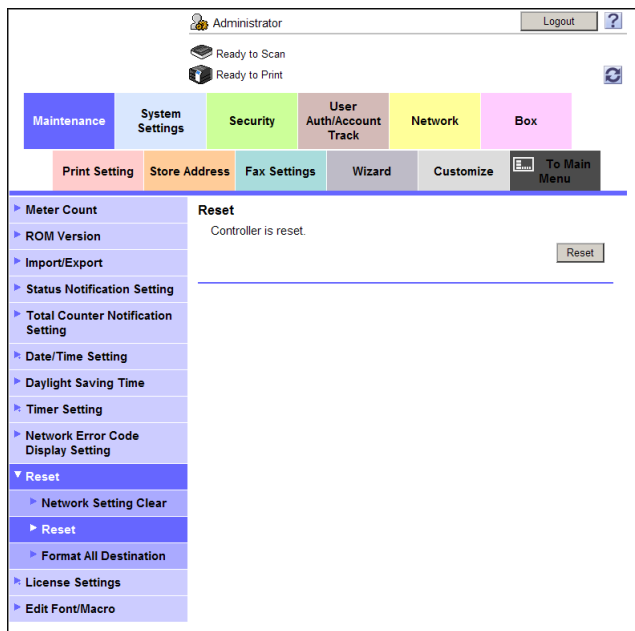 Administrator
Logout
?
Ready to Scan
Ready to Print
Maintenance
System
Settings
Security
User
Auth/Account
Track
Network
Box
Print Setting
Store Address
Fax Settings
Wizard
Customize
To Main
Menu
Meter Count
ROM Version
Import/Export
Status Notification Setting
Total Counter Notification
Setting
Date/Time Setting
Daylight Saving Time
Timer Setting
Network Error Code
Display Setting
Reset
Network Setting Clear
Reset
Format All Destination
License Settings
Edit Font/Macro
Reset
Controller is reset.
Reset